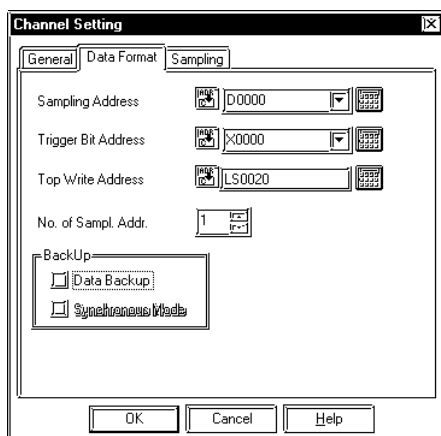 Channel Setting
General Data Format Sampling
Sampling Address D0000
Trigger Bit Address X0000
Top Write Address LS0020
No. of Sampl. Addr. 1
BackUp
Data Backup
Synchronous Mode
OK Cancel Help